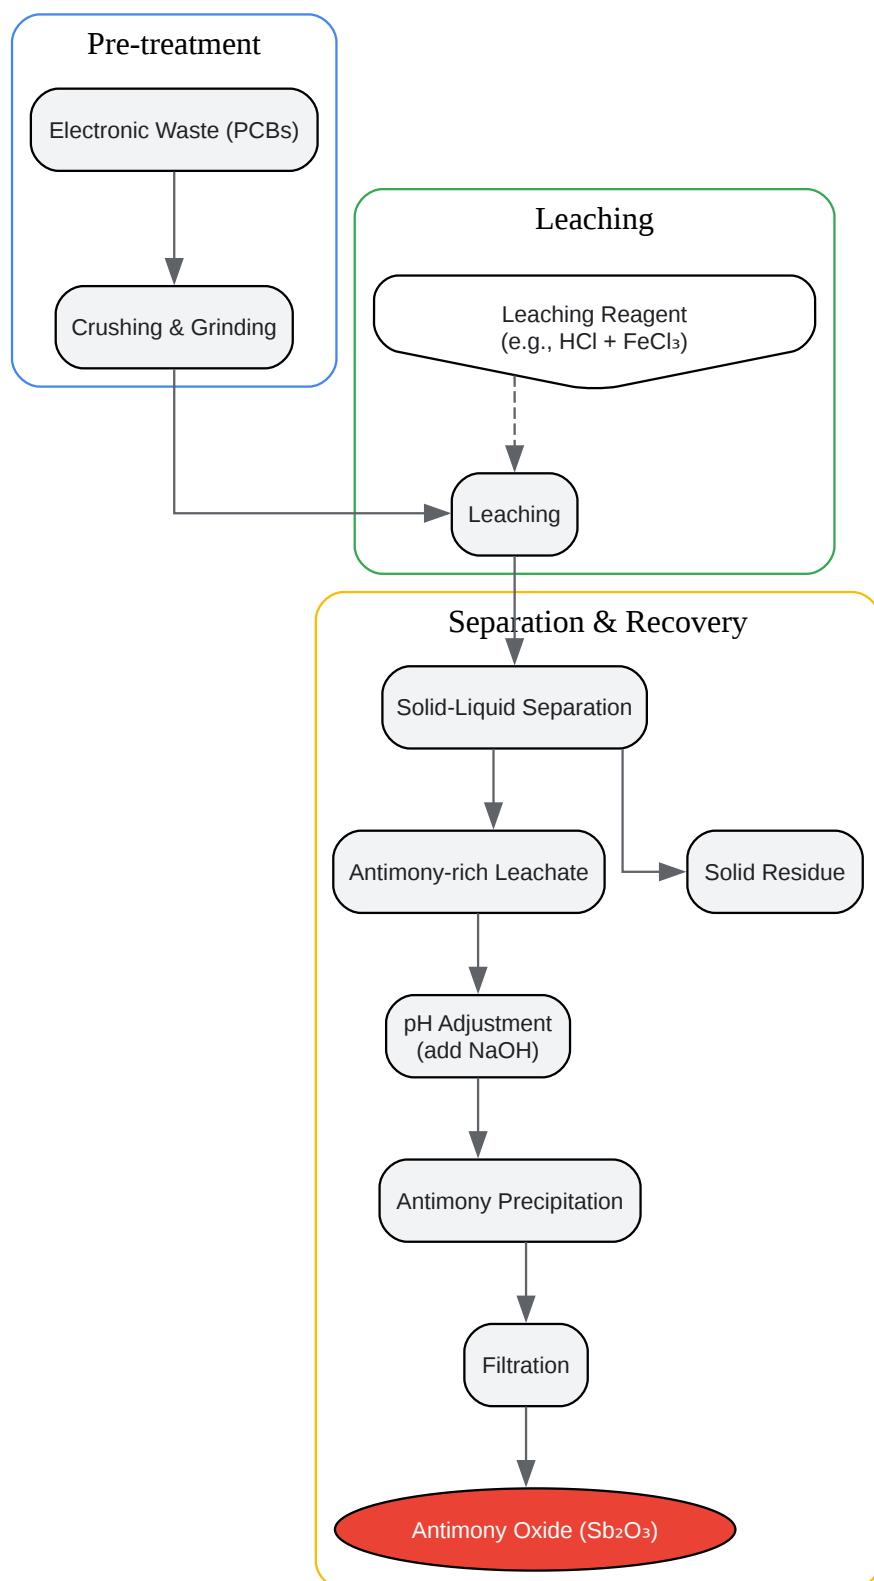 Pre-treatment
Electronic Waste (PCBs)
Crushing & Grinding
Leaching
Leaching Reagent
(e.g., HCl + FeCl₃)
Leaching
Separation & Recovery
Solid-Liquid Separation
Antimony-rich Leachate
Solid Residue
pH Adjustment
(add NaOH)
Antimony Precipitation
Filtration
Antimony Oxide (Sb₂O₃)